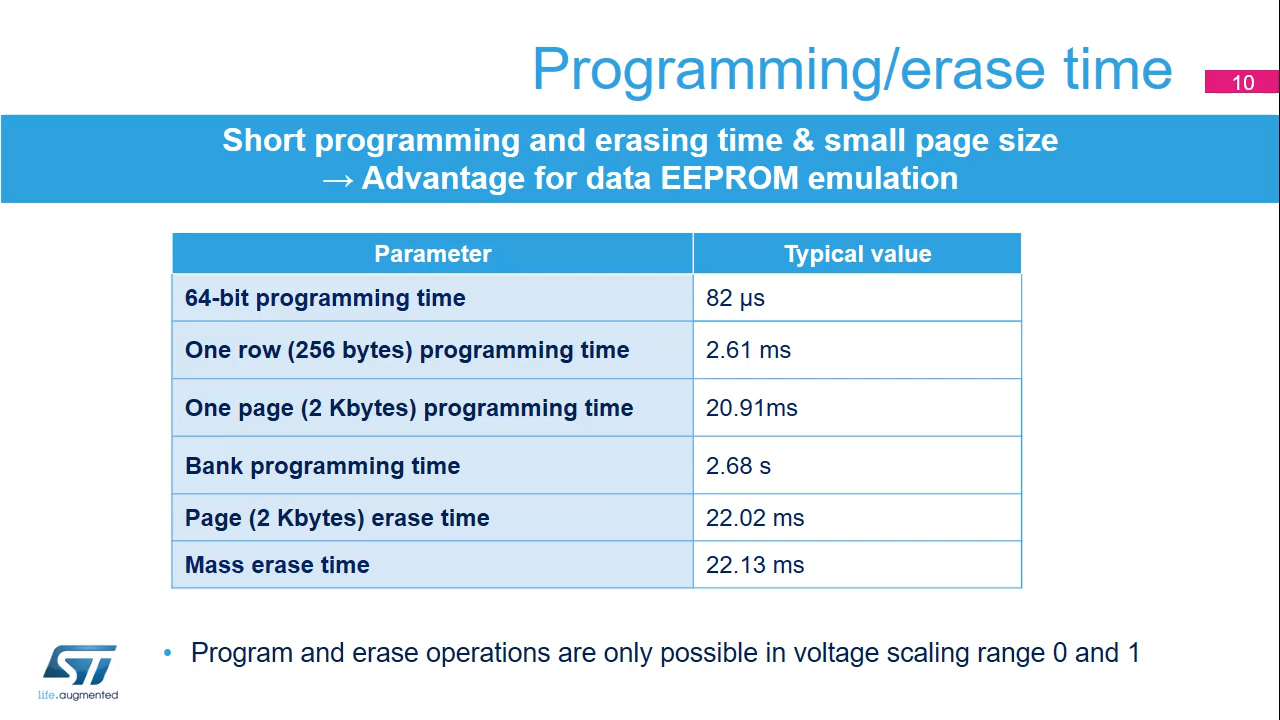 Programming/erase time
10
Short programming and erasing time & small page size
→ Advantage for data EEPROM emulation
Parameter Typical value
64-bit programming time 82 µs
One row (256 bytes) programming time 2.61 ms
One page (2 Kbytes) programming time 20.91ms
Bank programming time 2.68 s
Page (2 Kbytes) erase time 22.02 ms
Mass erase time 22.13 ms
• Program and erase operations are only possible in voltage scaling range 0 and 1
ST
life.augmented